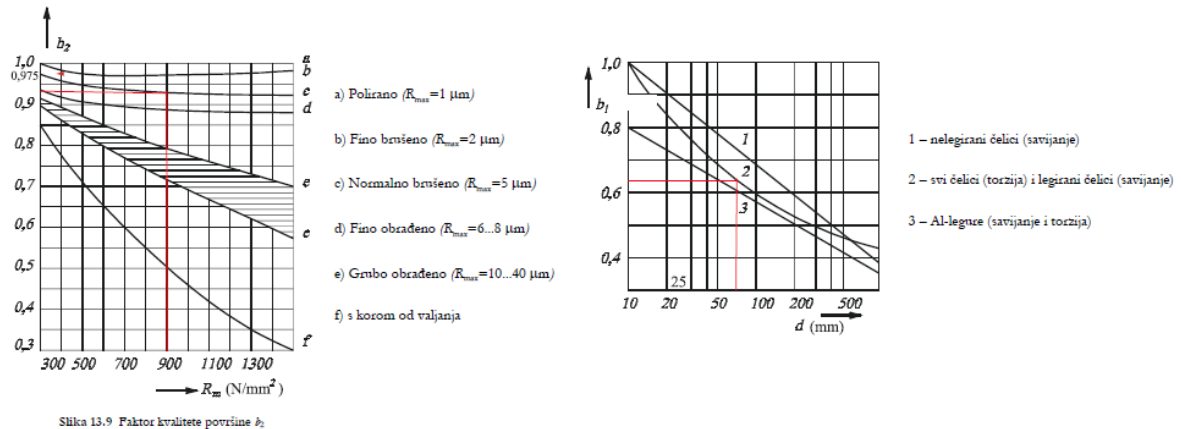 b₂
1,0
0,975
0,9
0,8
0,7
0,6
0,5
0,4
0,3
a
b
c
d
e
e
f
300 500 700 900 1100 1300
Rₘ (N/mm²)
Slika 13.9 Faktor kvalitete površine b₂
a) Polirano (Rₘₐₓ=1 μm)
b) Fino brušeno (Rₘₐₓ=2 μm)
c) Normalno brušeno (Rₘₐₓ=5 μm)
d) Fino obrađeno (Rₘₐₓ=6...8 μm)
e) Grubo obrađeno (Rₘₐₓ=10...40 μm)
f) s korom od valjanja
1,0
b₁
0,8
0,6
0,4
1
2
3
25
10 20 50 100 200 500
d (mm)
1 – nelegirani čelici (savijanje)
2 – svi čelici (torzija) i legirani čelici (savijanje)
3 – Al-legure (savijanje i torzija)